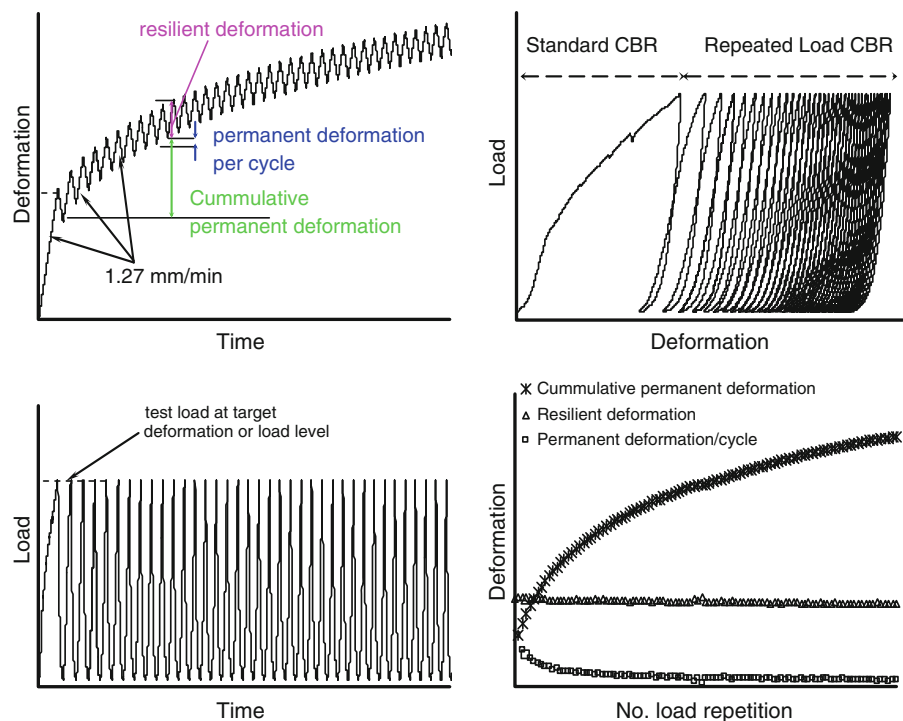 resilient deformation
permanent deformation
per cycle
Cummulative
permanent deformation
1.27 mm/min
Deformation
Time
Standard CBR
Repeated Load CBR
Load
Deformation
test load at target
deformation or load level
Load
Time
Cummulative permanent deformation
Resilient deformation
Permanent deformation/cycle
Deformation
No. load repetition